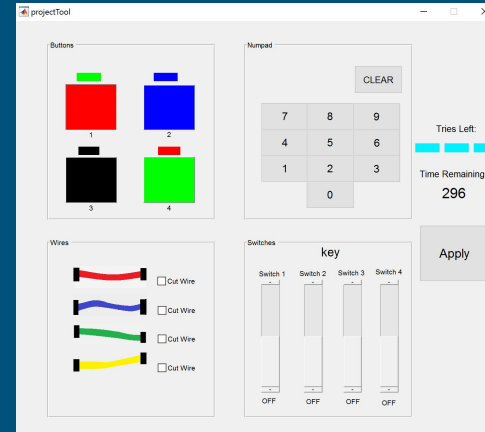 projectTool
Buttons
1
2
3
4
Numpad
CLEAR
7 8 9
4 5 6
1 2 3
0
Tries Left:
Time Remaining
296
Apply
Wires
Cut Wire
Cut Wire
Cut Wire
Cut Wire
Switches
key
Switch 1 Switch 2 Switch 3 Switch 4
OFF OFF OFF OFF